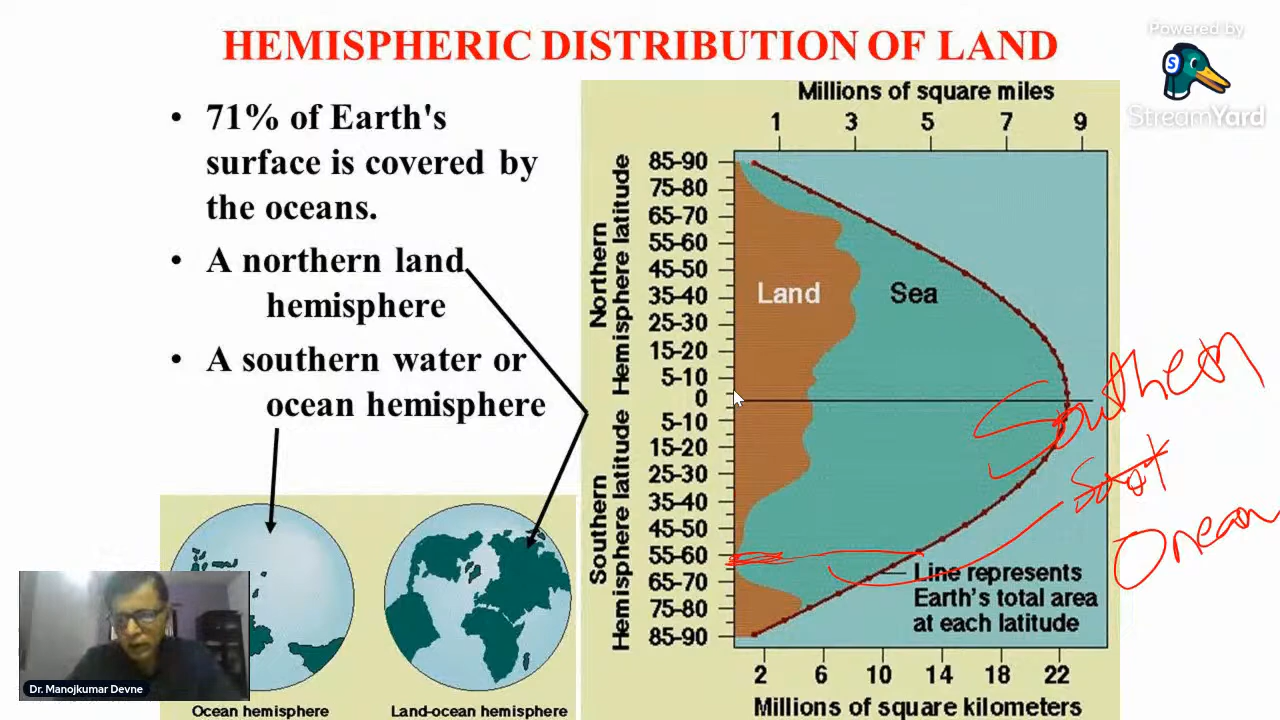 HEMISPHERIC DISTRIBUTION OF LAND
Powered by
S
StreamYard
• 71% of Earth's
surface is covered by
the oceans.
• A northern land
hemisphere
• A southern water or
ocean hemisphere
Ocean hemisphere
Land-ocean hemisphere
Dr. Manojkumar Devne
Millions of square miles
1 3 5 7 9
Northern
Hemisphere latitude
85-90
75-80
65-70
55-60
45-50
35-40
25-30
15-20
5-10
0
Southern
Hemisphere latitude
5-10
15-20
25-30
35-40
45-50
55-60
65-70
75-80
85-90
Land
Sea
Line represents
Earth's total area
at each latitude
2 6 10 14 18 22
Millions of square kilometers
Southern
Ocean